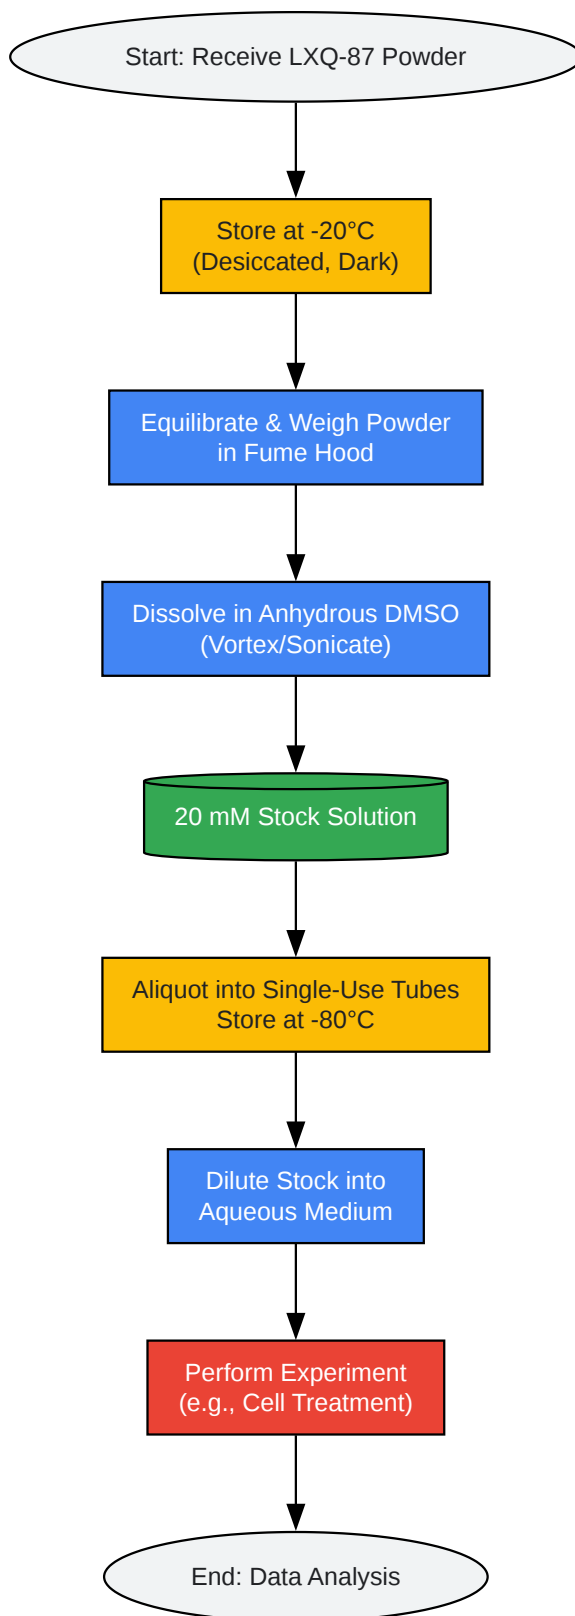 Start: Receive LXQ-87 Powder
Store at -20°C
(Desiccated, Dark)
Equilibrate & Weigh Powder
in Fume Hood
Dissolve in Anhydrous DMSO
(Vortex/Sonicate)
20 mM Stock Solution
Aliquot into Single-Use Tubes
Store at -80°C
Dilute Stock into
Aqueous Medium
Perform Experiment
(e.g., Cell Treatment)
End: Data Analysis